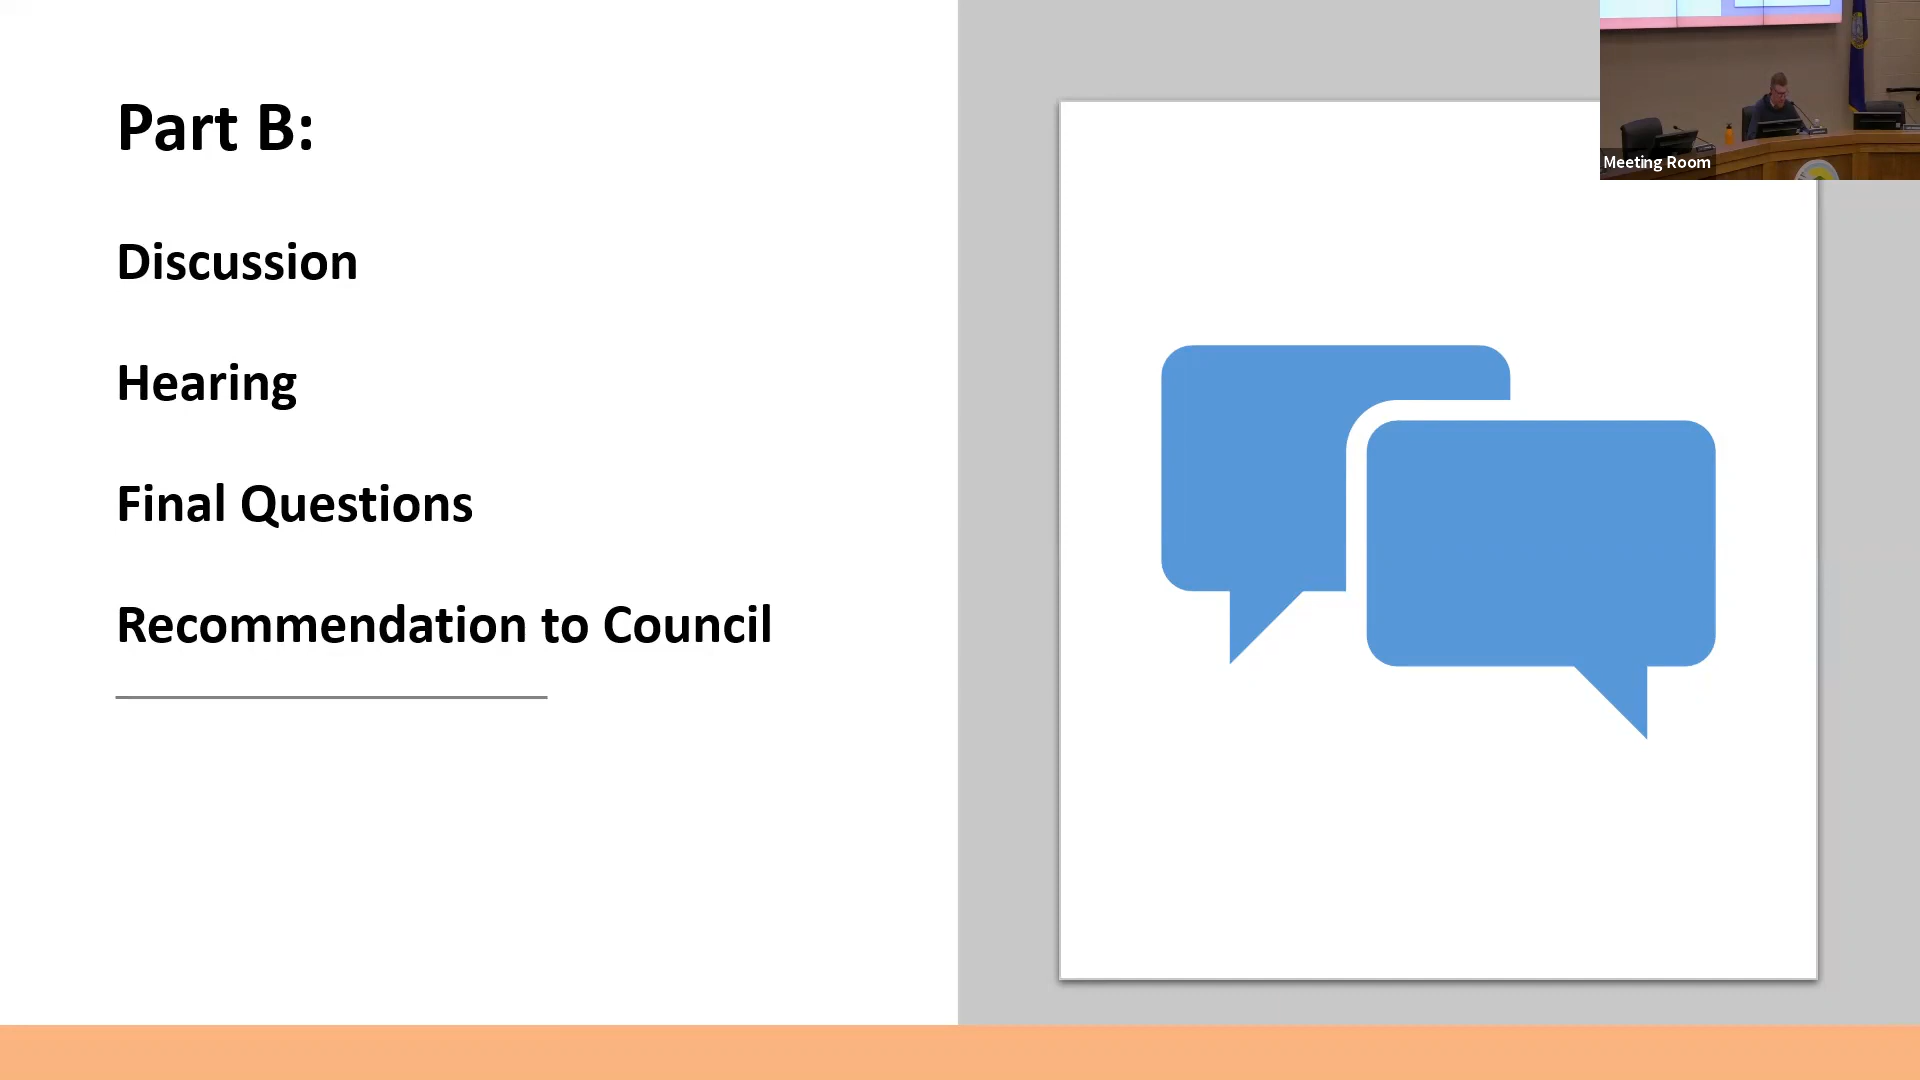 Part B:
Discussion
Hearing
Final Questions
Recommendation to Council
Meeting Room